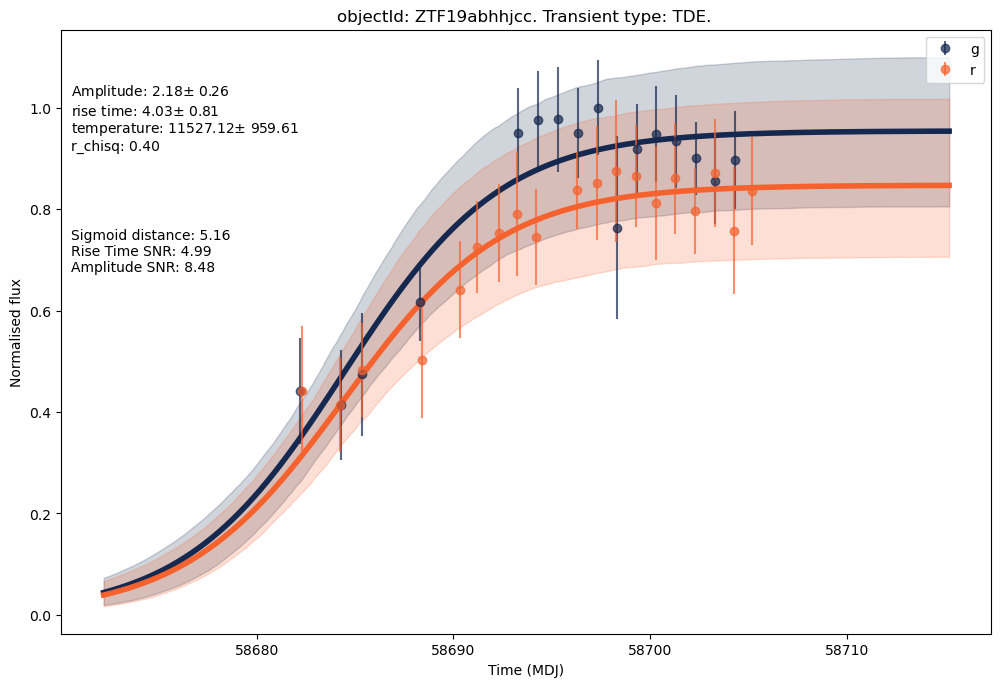 objectId: ZTF19abhhjcc. Transient type: TDE.
g
r
Amplitude: 2.18± 0.26
rise time: 4.03± 0.81
temperature: 11527.12± 959.61
r_chisq: 0.40
Sigmoid distance: 5.16
Rise Time SNR: 4.99
Amplitude SNR: 8.48
Normalised flux
1.0
0.8
0.6
0.4
0.2
0.0
58680
58690
58700
58710
Time (MDJ)